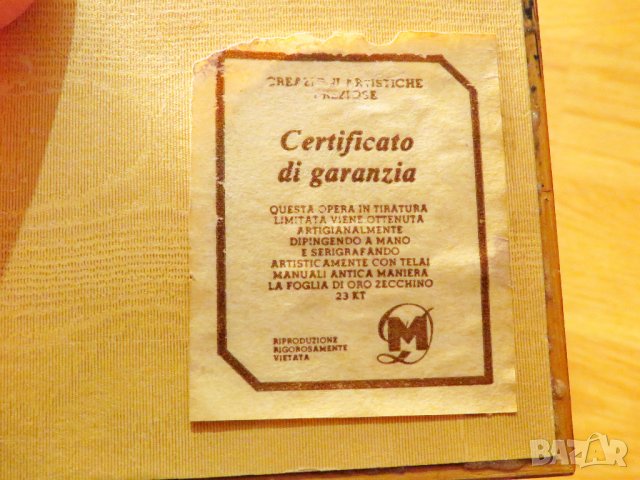 CREAZIONI ARTISTICHE
PREZIOSE
Certificato
di garanzia
QUESTA OPERA IN TIRATURA
LIMITATA VIENE OTTENUTA
ARTIGIANALMENTE
DIPINGENDO A MANO
E SERIGRAFANDO
ARTISTICAMENTE CON TELAI
MANUALI ANTICA MANIERA
LA FOGLIA DI ORO ZECCHINO
23 KT
RIPRODUZIONE
RIGOROSAMENTE
VIETATA
M
BAZAR